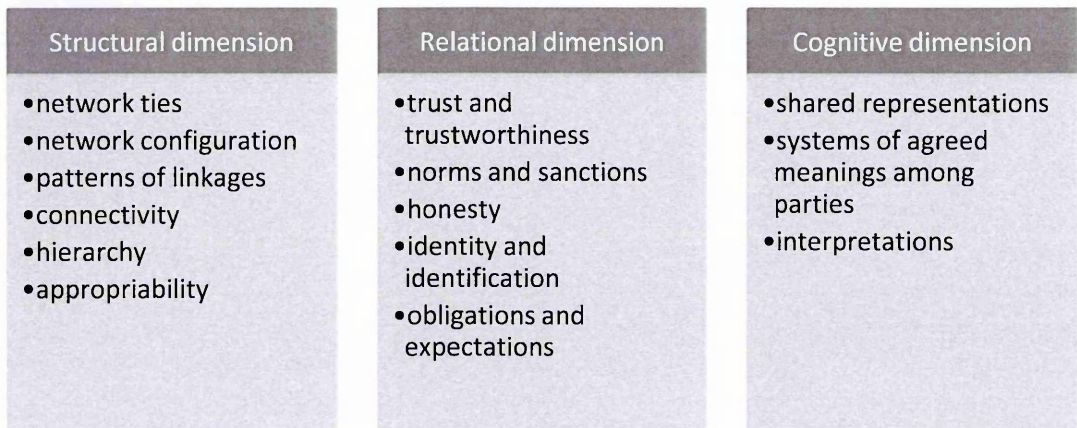 Structural dimension
•network ties
•network configuration
•patterns of linkages
•connectivity
•hierarchy
•appropriability
Relational dimension
•trust and
trustworthiness
•norms and sanctions
•honesty
•identity and
identification
•obligations and
expectations
Cognitive dimension
•shared representations
•systems of agreed
meanings among
parties
•interpretations